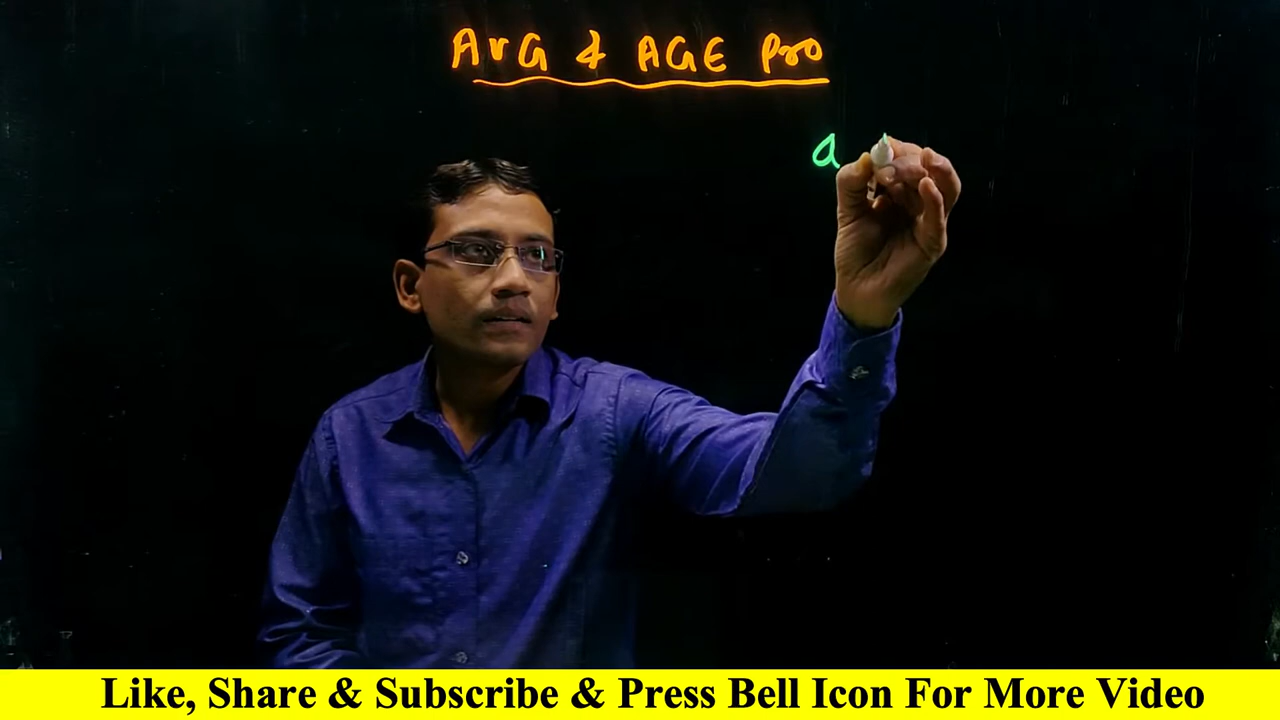 AvG & AGE Pro
a
Like, Share & Subscribe & Press Bell Icon For More Video